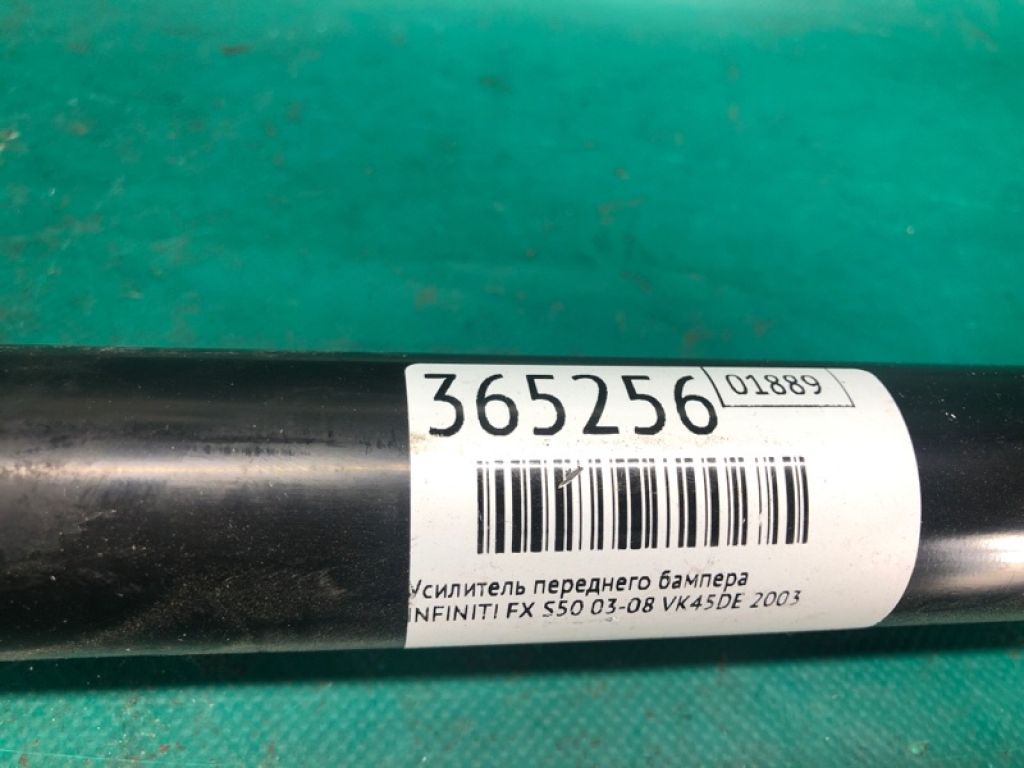 365256 01889
Усилитель переднего бампера
INFINITI FX S50 03-08 VK45DE 2003